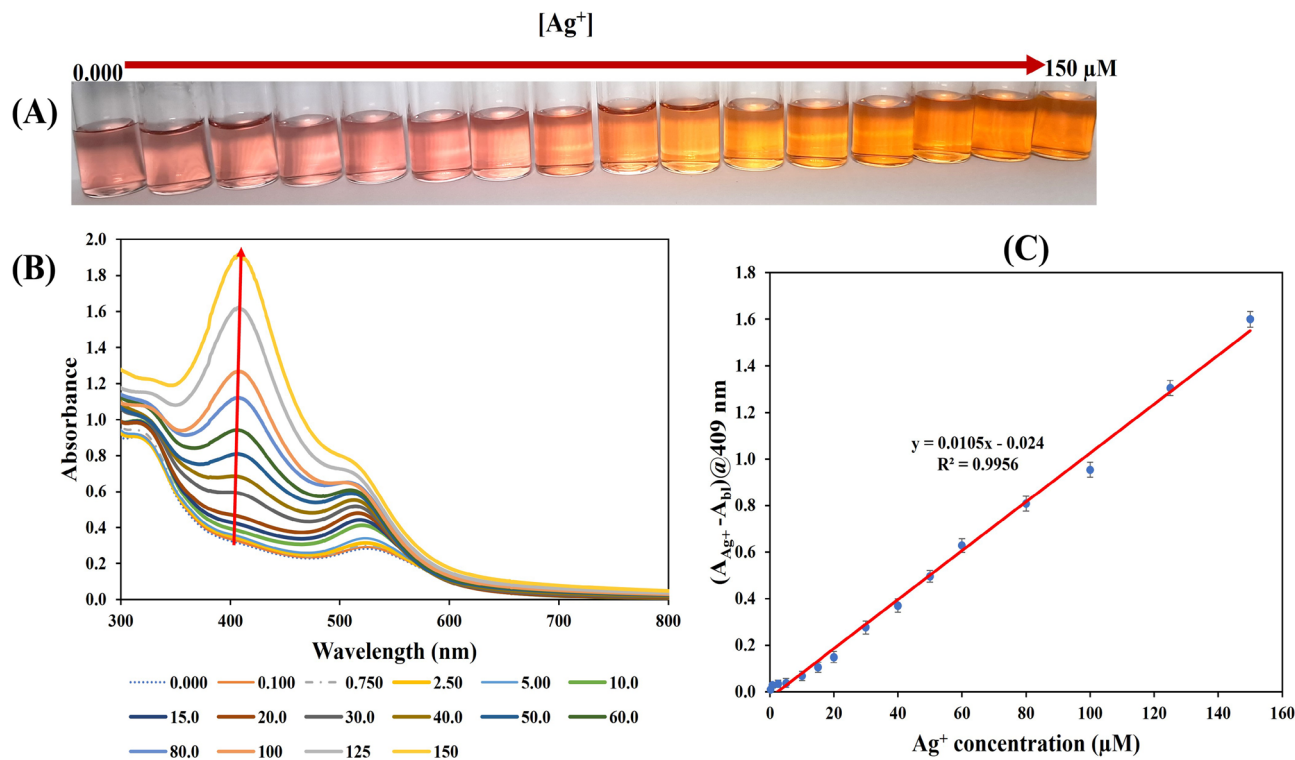 [Ag⁺]
0.000
150 µM
(A)
(B)
2.0
1.8
1.6
1.4
1.2
1.0
0.8
0.6
0.4
0.2
0.0
Absorbance
300
400
500
600
700
800
Wavelength (nm)
0.000 0.100 0.750 2.50 5.00 10.0
15.0 20.0 30.0 40.0 50.0 60.0
80.0 100 125 150
(C)
1.8
1.6
1.4
1.2
1.0
0.8
0.6
0.4
0.2
0.0
(A_Ag+ -A_bl)@409 nm
y = 0.0105x - 0.024
R² = 0.9956
0
20
40
60
80
100
120
140
160
Ag⁺ concentration (µM)